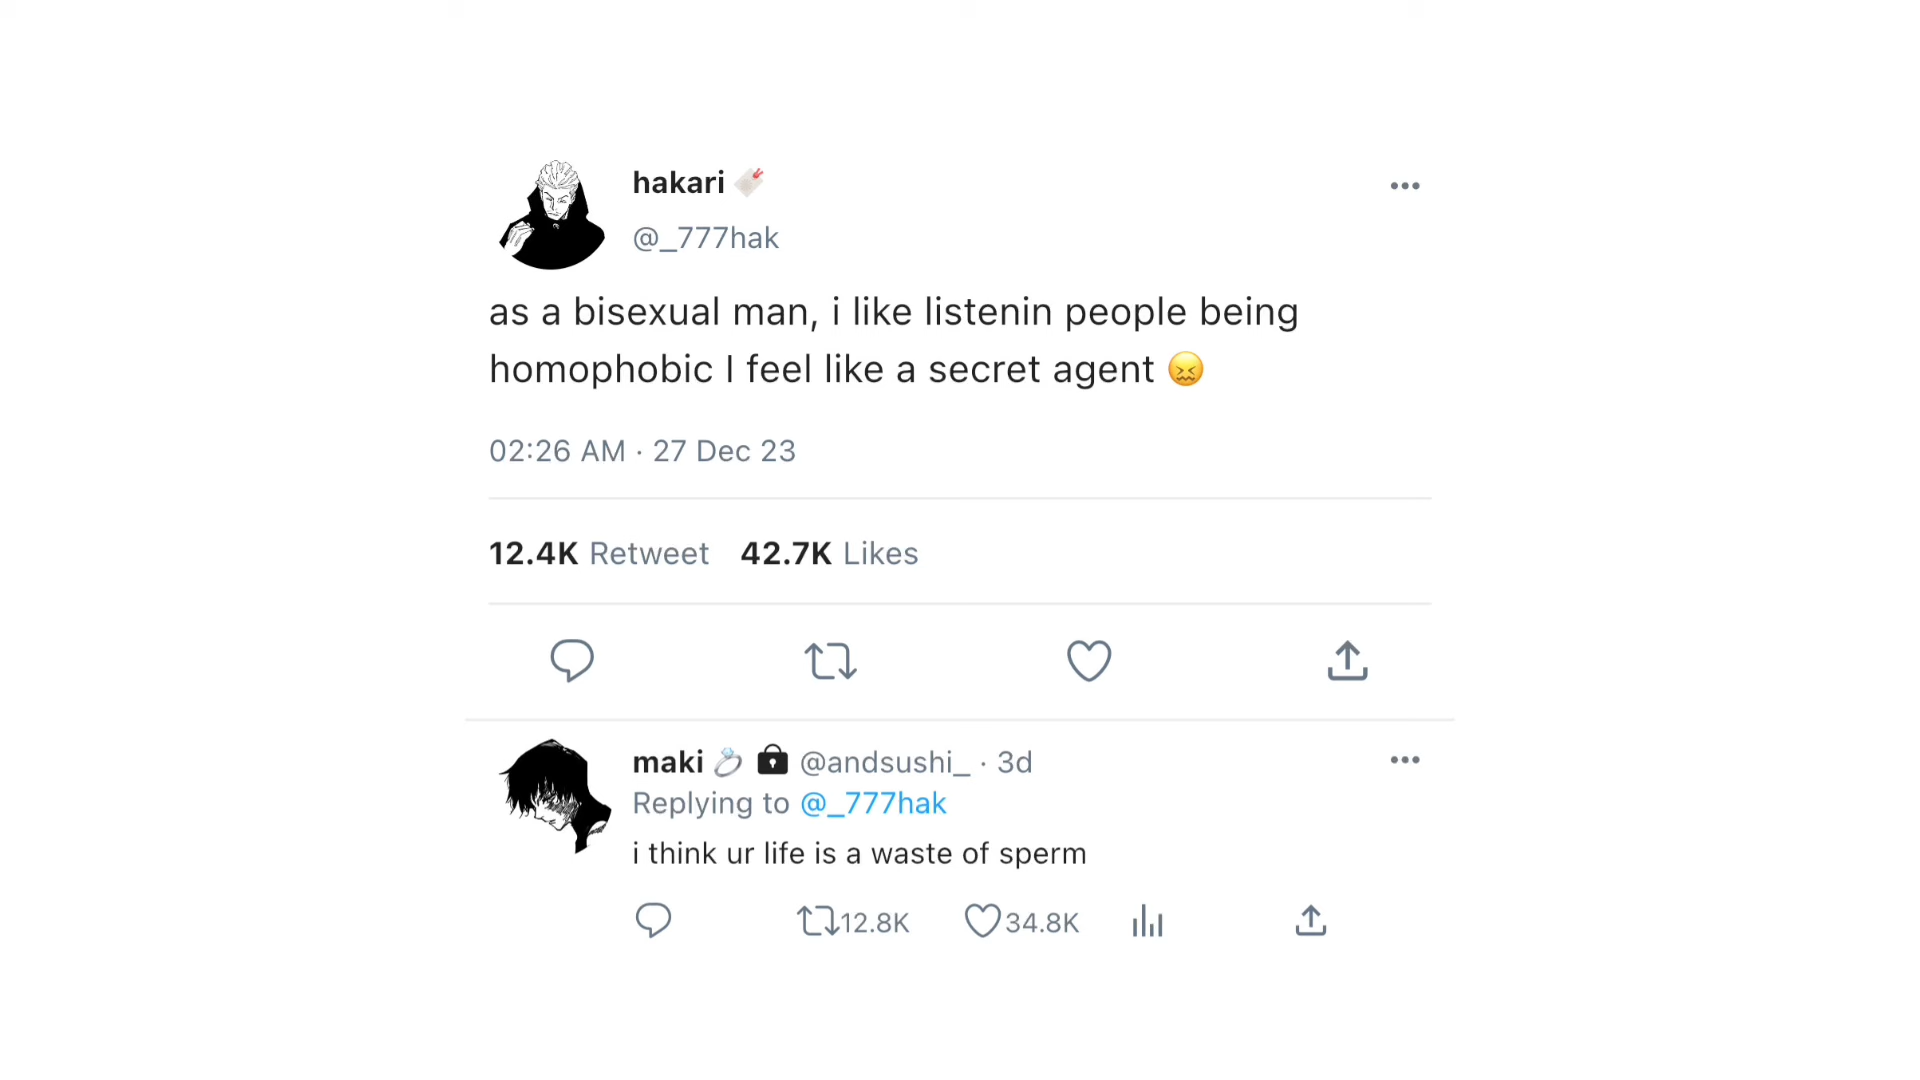 hakari
@_777hak
as a bisexual man, i like listenin people being
homophobic I feel like a secret agent 😖
02:26 AM · 27 Dec 23
12.4K Retweet 42.7K Likes
maki 💍 🔒 @andsushi_ · 3d
Replying to @_777hak
i think ur life is a waste of sperm
12.8K 34.8K